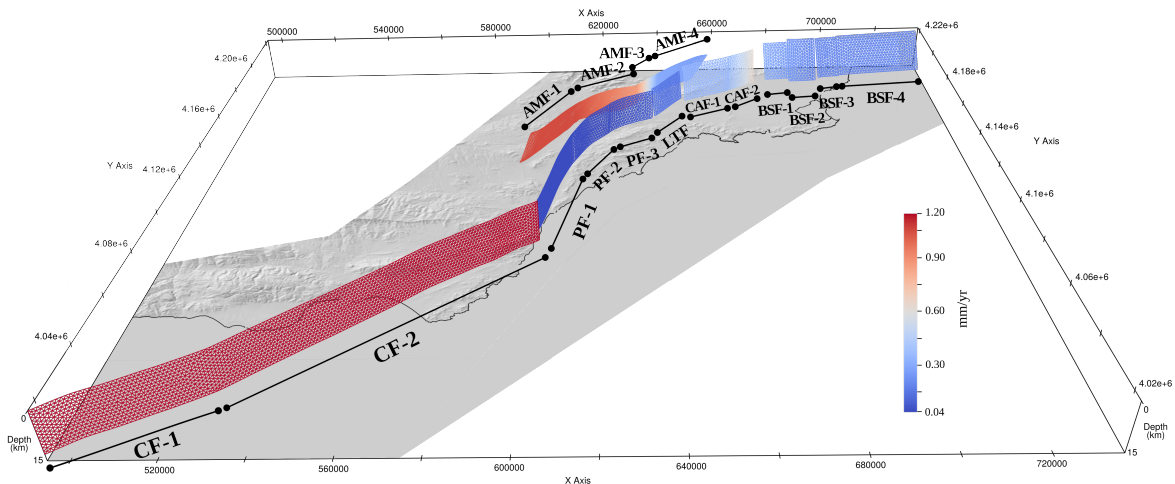 X Axis
500000
540000
580000
620000
660000
700000
4.22e+6
4.20e+6
4.18e+6
4.16e+6
4.14e+6
4.12e+6
4.1e+6
4.08e+6
4.06e+6
4.04e+6
4.02e+6
Y Axis
Y Axis
AMF-1
AMF-2
AMF-3
AMF-4
CAF-1
CAF-2
BSF-1
BSF-2
BSF-3
BSF-4
LTF
PF-3
PF-2
PF-1
CF-2
CF-1
1.20
0.90
0.60
0.30
0.04
mm/yr
0
Depth
(km)
15
0
Depth
(km)
15
520000
560000
600000
640000
680000
720000
X Axis